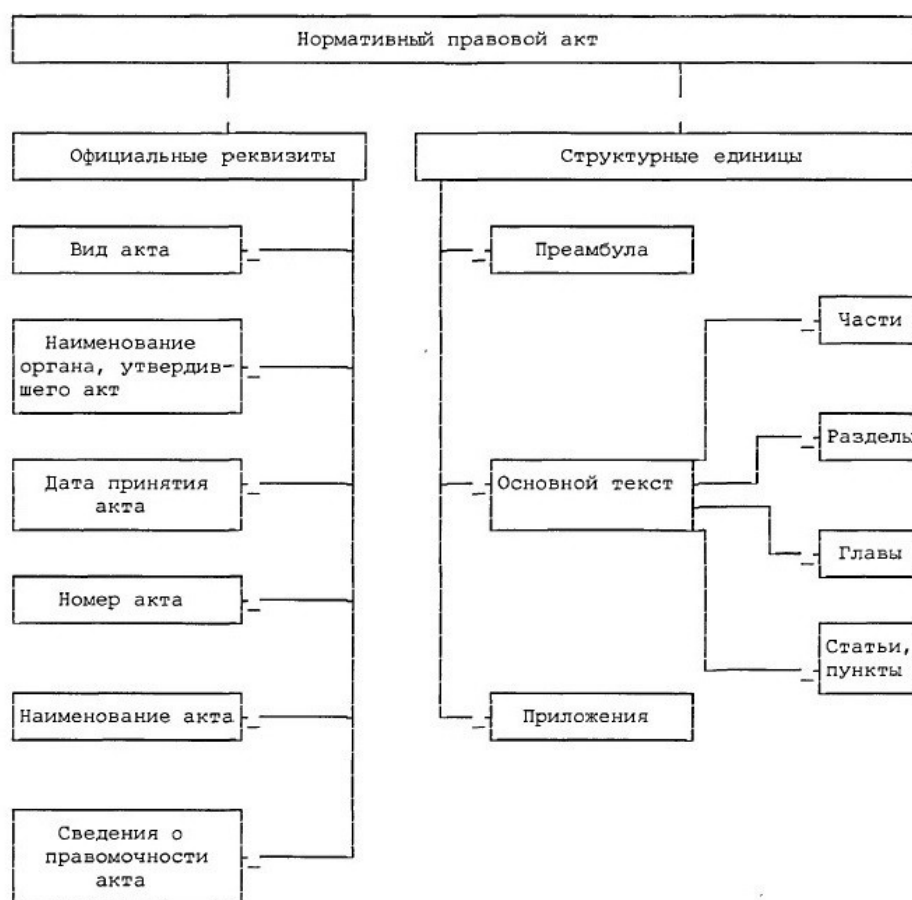 Нормативный правовой акт
Официальные реквизиты
Структурные единицы
Вид акта
Преамбула
Части
Наименование
органа, утвердив-
шего акт
Разделы
Дата принятия
акта
Основной текст
Главы
Номер акта
Статьи,
пункты
Наименование акта
Приложения
Сведения о
правомочности
акта